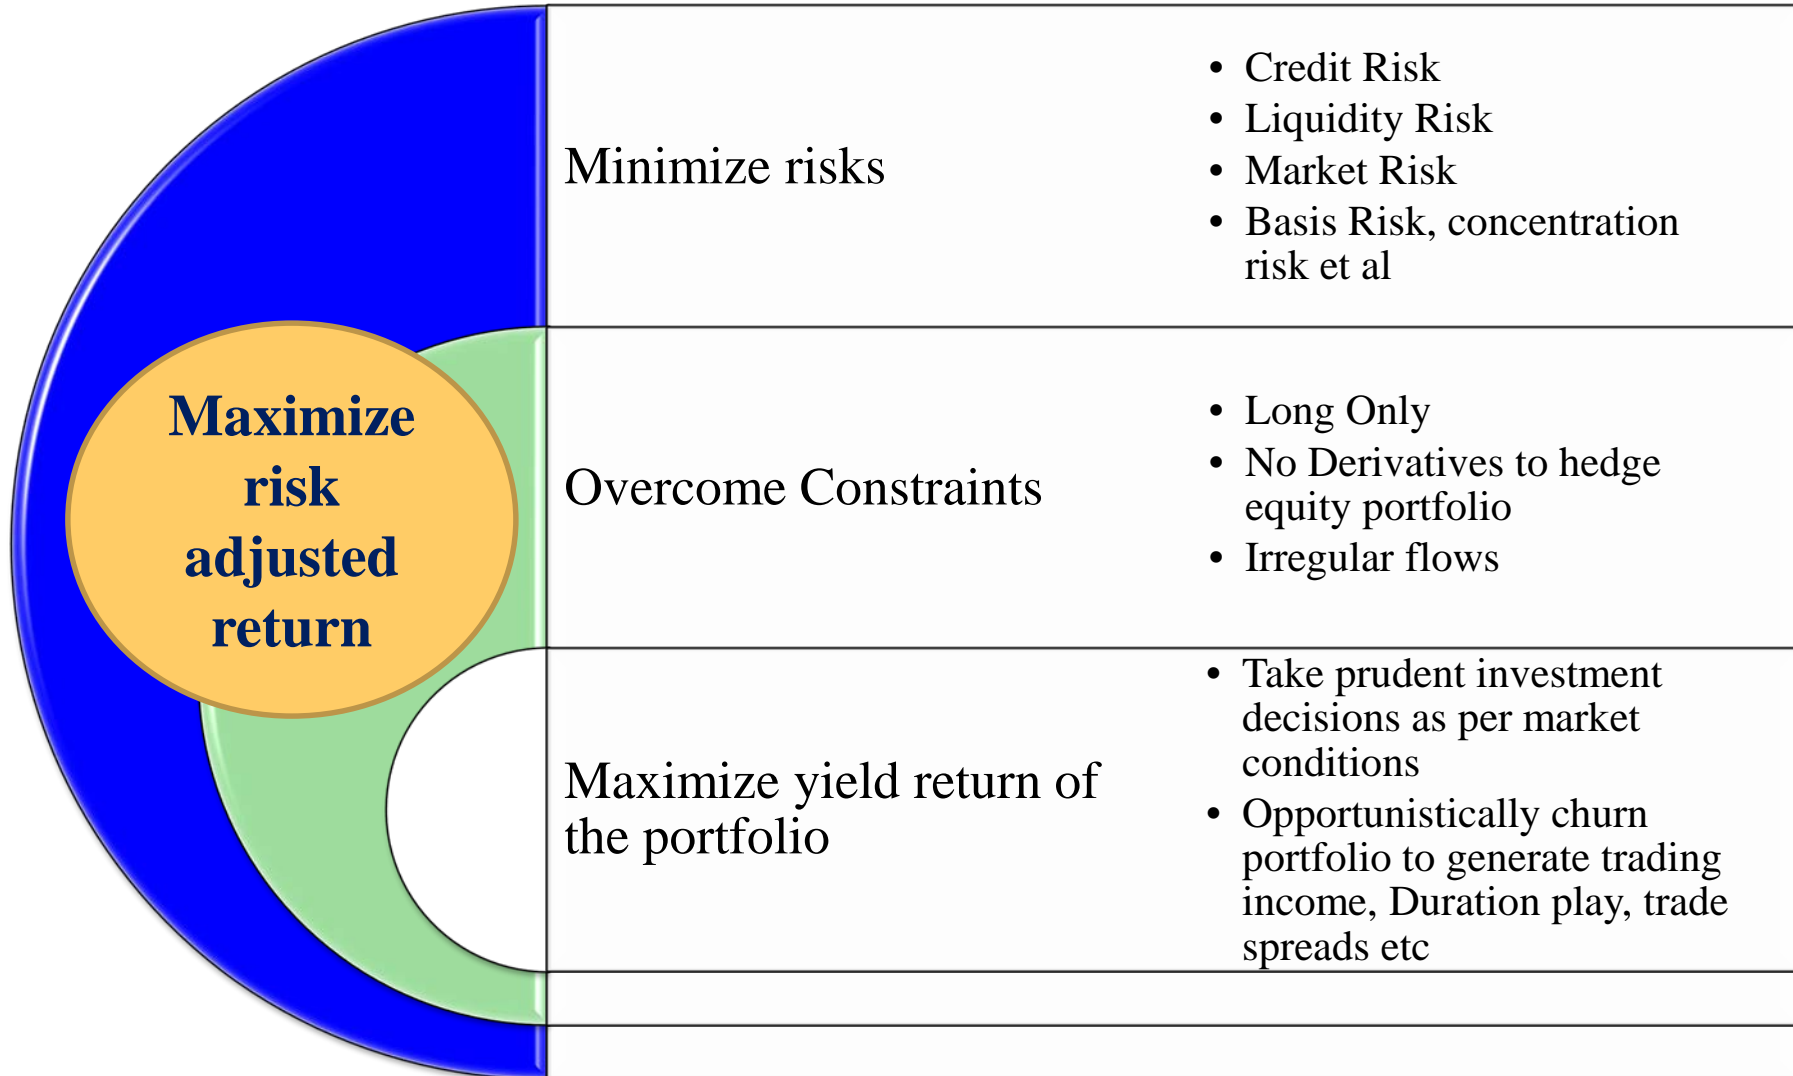 Maximize
risk
adjusted
return
Minimize risks
• Credit Risk
• Liquidity Risk
• Market Risk
• Basis Risk, concentration
risk et al
Overcome Constraints
• Long Only
• No Derivatives to hedge
equity portfolio
• Irregular flows
Maximize yield return of
the portfolio
• Take prudent investment
decisions as per market
conditions
• Opportunistically churn
portfolio to generate trading
income, Duration play, trade
spreads etc